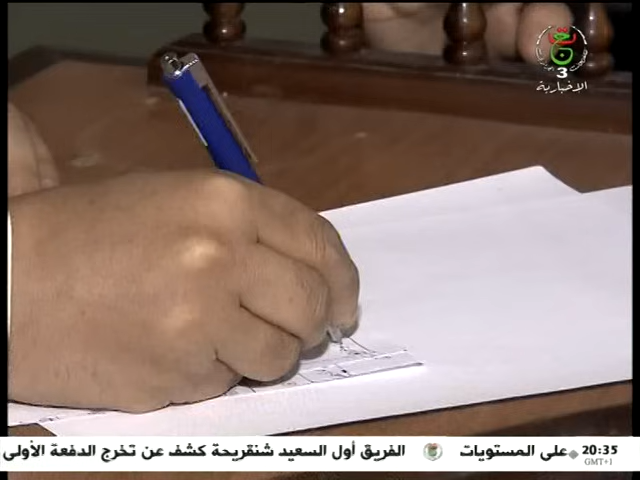 3
الإخبارية
على المستويات
الفريق أول السعيد شنقريحة كشف عن تخرج الدفعة الأولى
20:35
GMT+1